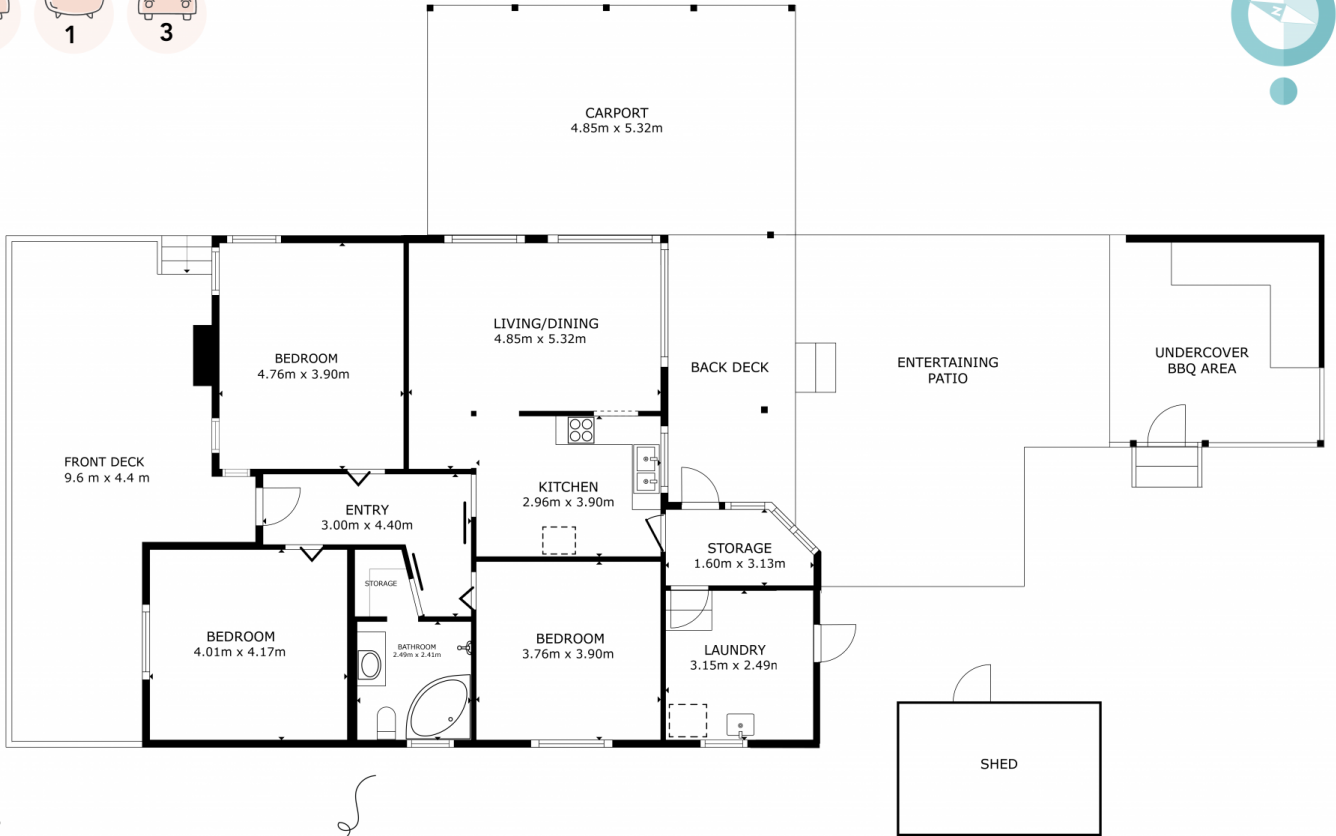 1
3
N
CARPORT
4.85m x 5.32m
BEDROOM
4.76m x 3.90m
LIVING/DINING
4.85m x 5.32m
BACK DECK
ENTERTAINING
PATIO
UNDERCOVER
BBQ AREA
FRONT DECK
9.6 m x 4.4 m
ENTRY
3.00m x 4.40m
KITCHEN
2.96m x 3.90m
STORAGE
1.60m x 3.13m
STORAGE
BEDROOM
4.01m x 4.17m
BATHROOM
2.49m x 2.41m
BEDROOM
3.76m x 3.90m
LAUNDRY
3.15m x 2.49m
SHED